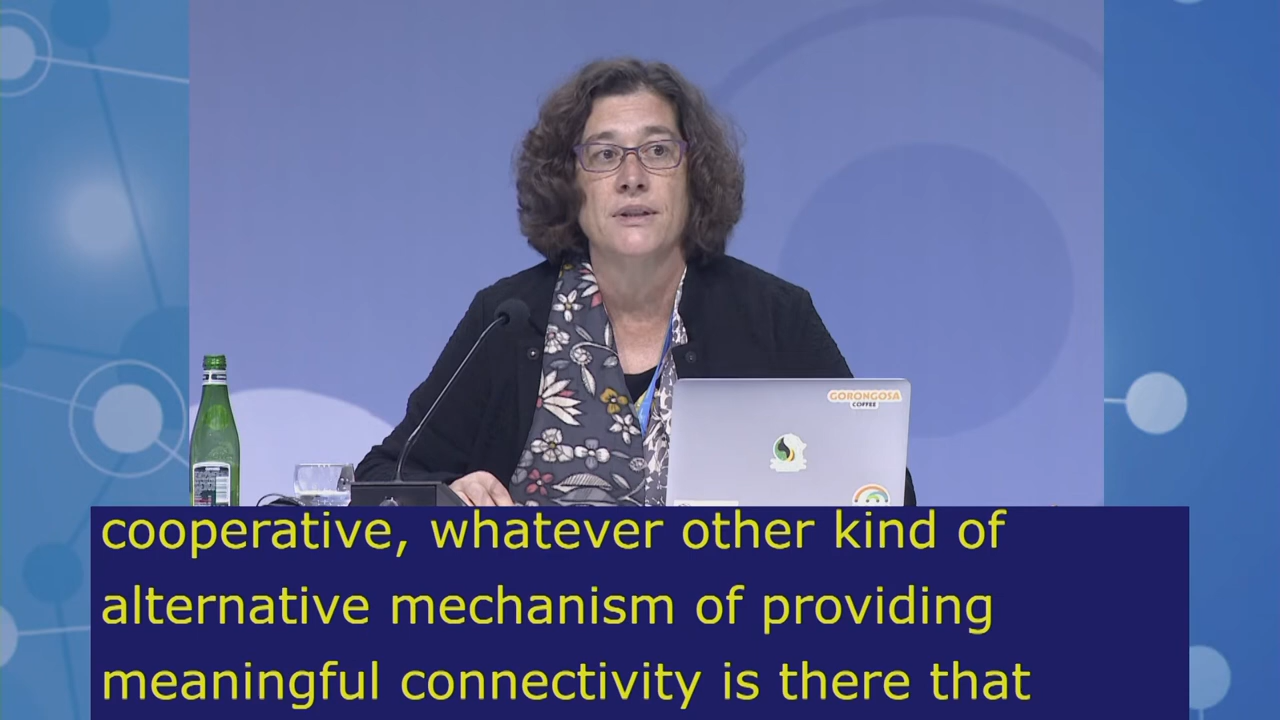 GORONGOSA
COFFEE
cooperative, whatever other kind of
alternative mechanism of providing
meaningful connectivity is there that